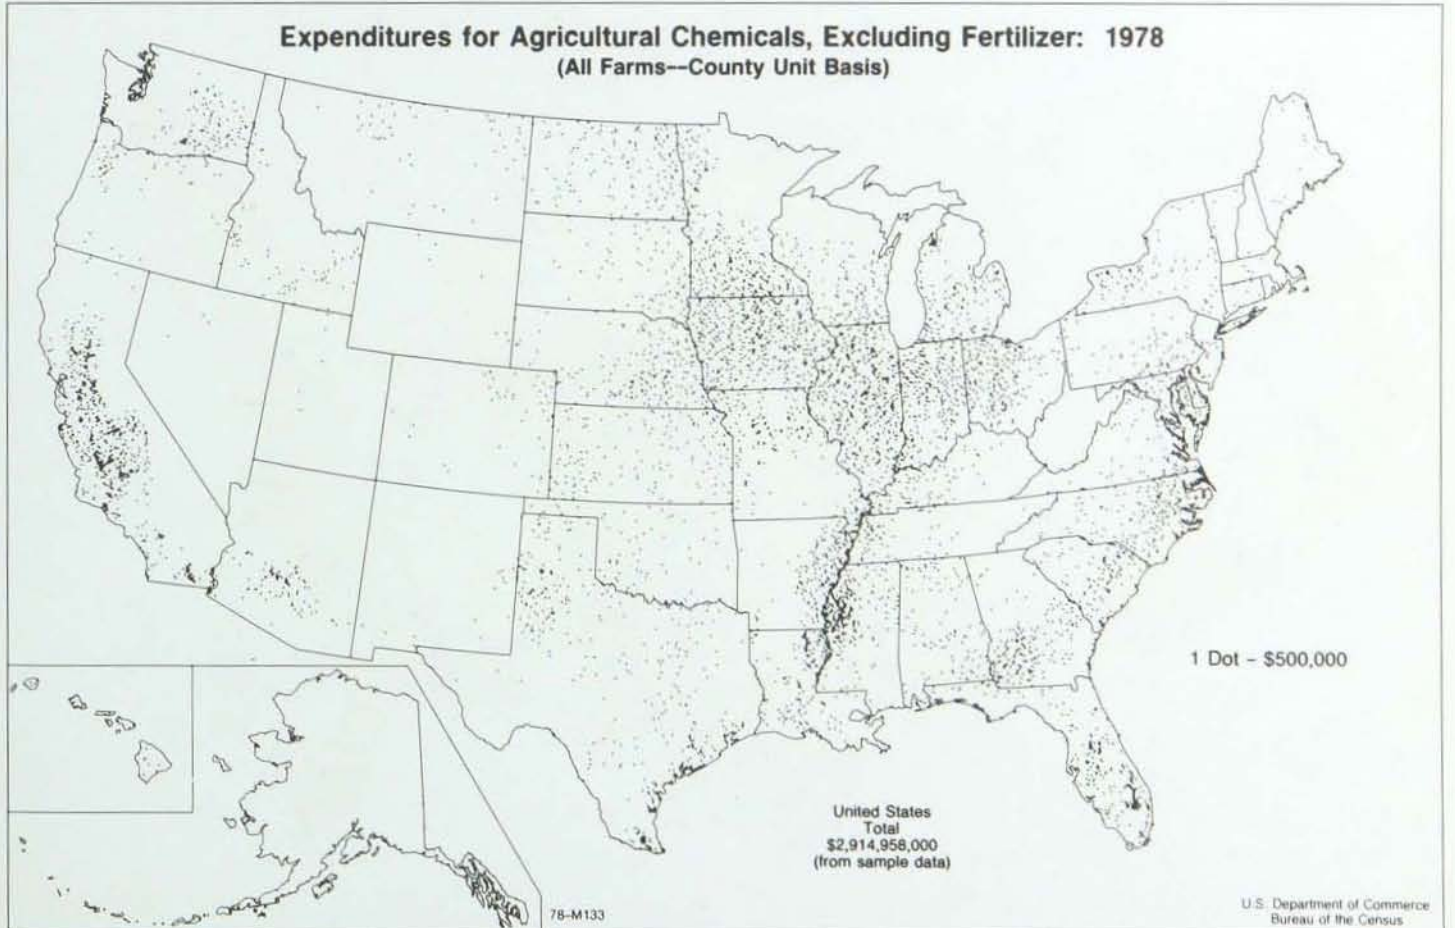 Expenditures for Agricultural Chemicals, Excluding Fertilizer: 1978
(All Farms--County Unit Basis)
1 Dot - $500,000
United States
Total
$2,914,958,000
(from sample data)
78-M133
U.S. Department of Commerce
Bureau of the Census